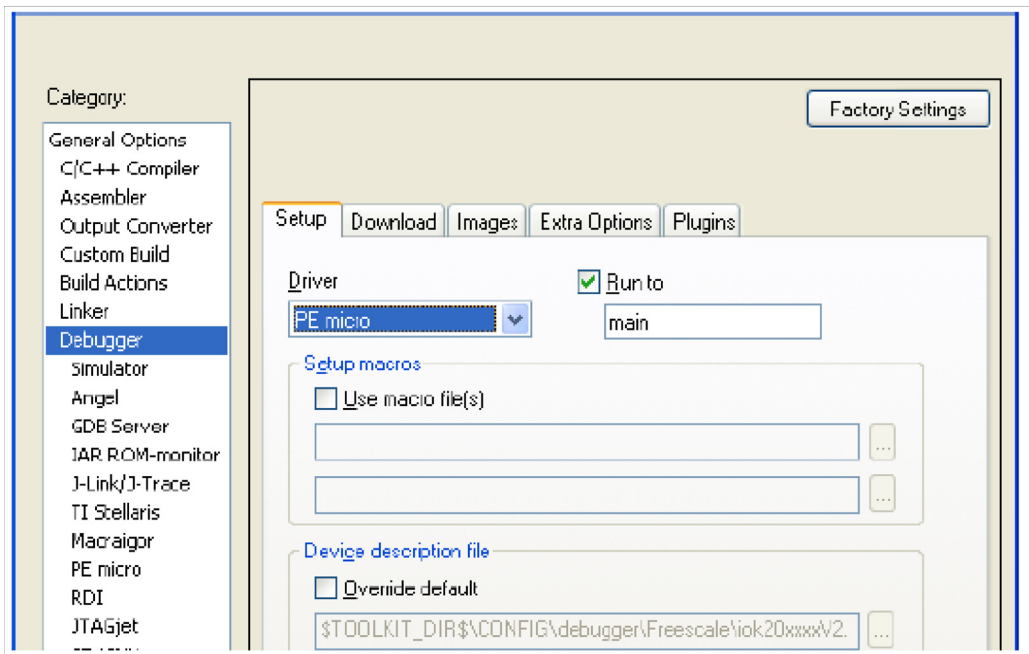 Category:
Factory Settings
General Options
C/C++ Compiler
Assembler
Output Converter
Custom Build
Build Actions
Linker
Debugger
Simulator
Angel
GDB Server
IAR ROM-monitor
J-Link/J-Trace
TI Stellaris
Macraigor
PE micro
RDI
JTAGjet
Setup Download Images Extra Options Plugins
Driver
Run to
PE micro
main
Setup macros
Use macro file(s)
...
...
Device description file
Override default
$TOOLKIT_DIR$\CONFIG\debugger\Freescale\iok20xxxxV2.
...